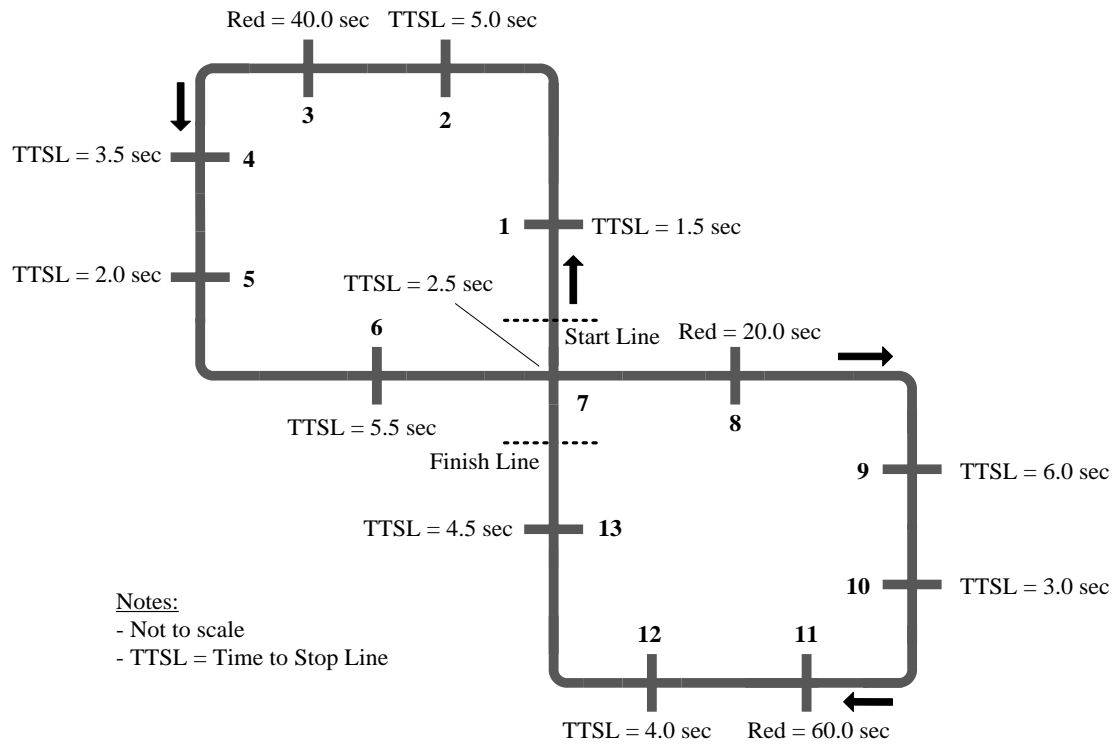 Red = 40.0 sec
TTSL = 5.0 sec
3
2
TTSL = 3.5 sec
4
1
TTSL = 1.5 sec
TTSL = 2.0 sec
5
TTSL = 2.5 sec
6
Start Line
Red = 20.0 sec
7
8
TTSL = 5.5 sec
Finish Line
9
TTSL = 6.0 sec
TTSL = 4.5 sec
13
10
TTSL = 3.0 sec
Notes:
- Not to scale
- TTSL = Time to Stop Line
12
11
TTSL = 4.0 sec
Red = 60.0 sec